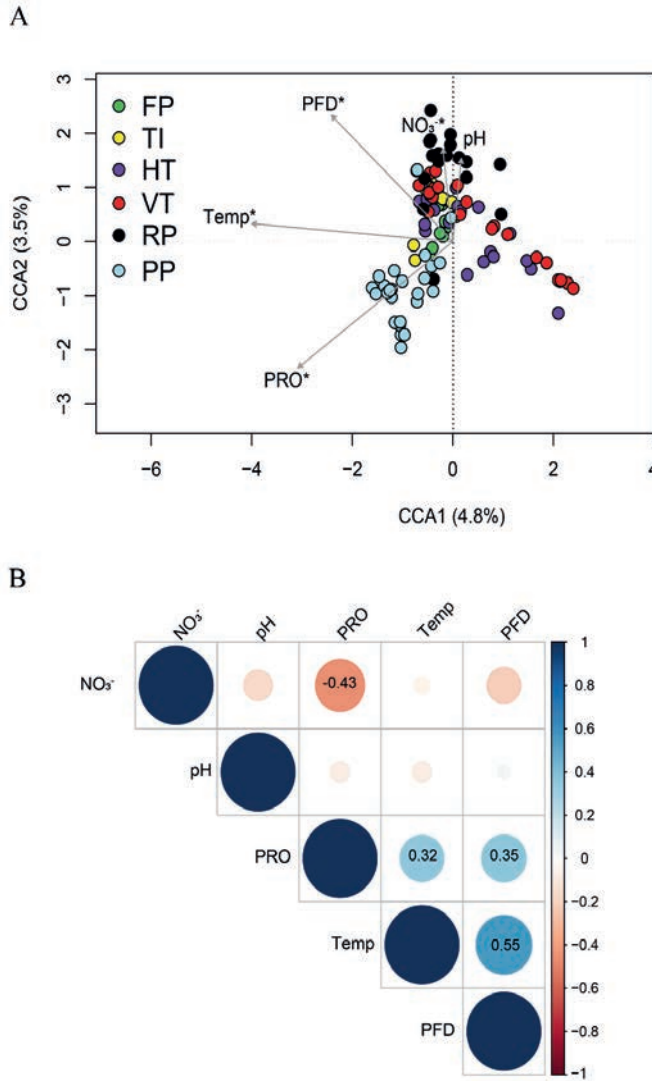 A
CCA2 (3.5%)
3
2
1
0
−1
−2
−3
FP
TI
HT
VT
RP
PP
PFD*
NO₃⁻*
pH
Temp*
PRO*
−6
−4
−2
0
2
4
CCA1 (4.8%)
B
NO₃⁻
pH
PRO
Temp
PFD
NO₃⁻
-0.43
pH
PRO
0.32
0.35
Temp
0.55
PFD
1
0.8
0.6
0.4
0.2
0
−0.2
−0.4
−0.6
−0.8
−1